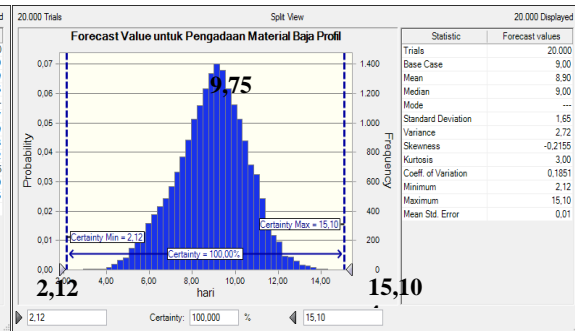 20.000 Trials
Split View
20.000 Displayed
Forecast Value untuk Pengadaan Material Baja Profil
9,75
Probability
0,07
0,06
0,05
0,04
0,03
0,02
0,01
0,00
Frequency
1.400
1.200
1.000
800
600
400
200
0
Certainty Min = 2,12
Certainty Max = 15,10
Certainty = 100,00%
2,00 4,00 6,00 8,00 10,00 12,00 14,00
hari
2,12
15,10
2,12
Certainty: 100,000 %
15,10
Statistic Forecast values
Trials 20.000
Base Case 9,00
Mean 8,90
Median 9,00
Mode ---
Standard Deviation 1,65
Variance 2,72
Skewness -0,2155
Kurtosis 3,00
Coeff. of Variation 0,1851
Minimum 2,12
Maximum 15,10
Mean Std. Error 0,01